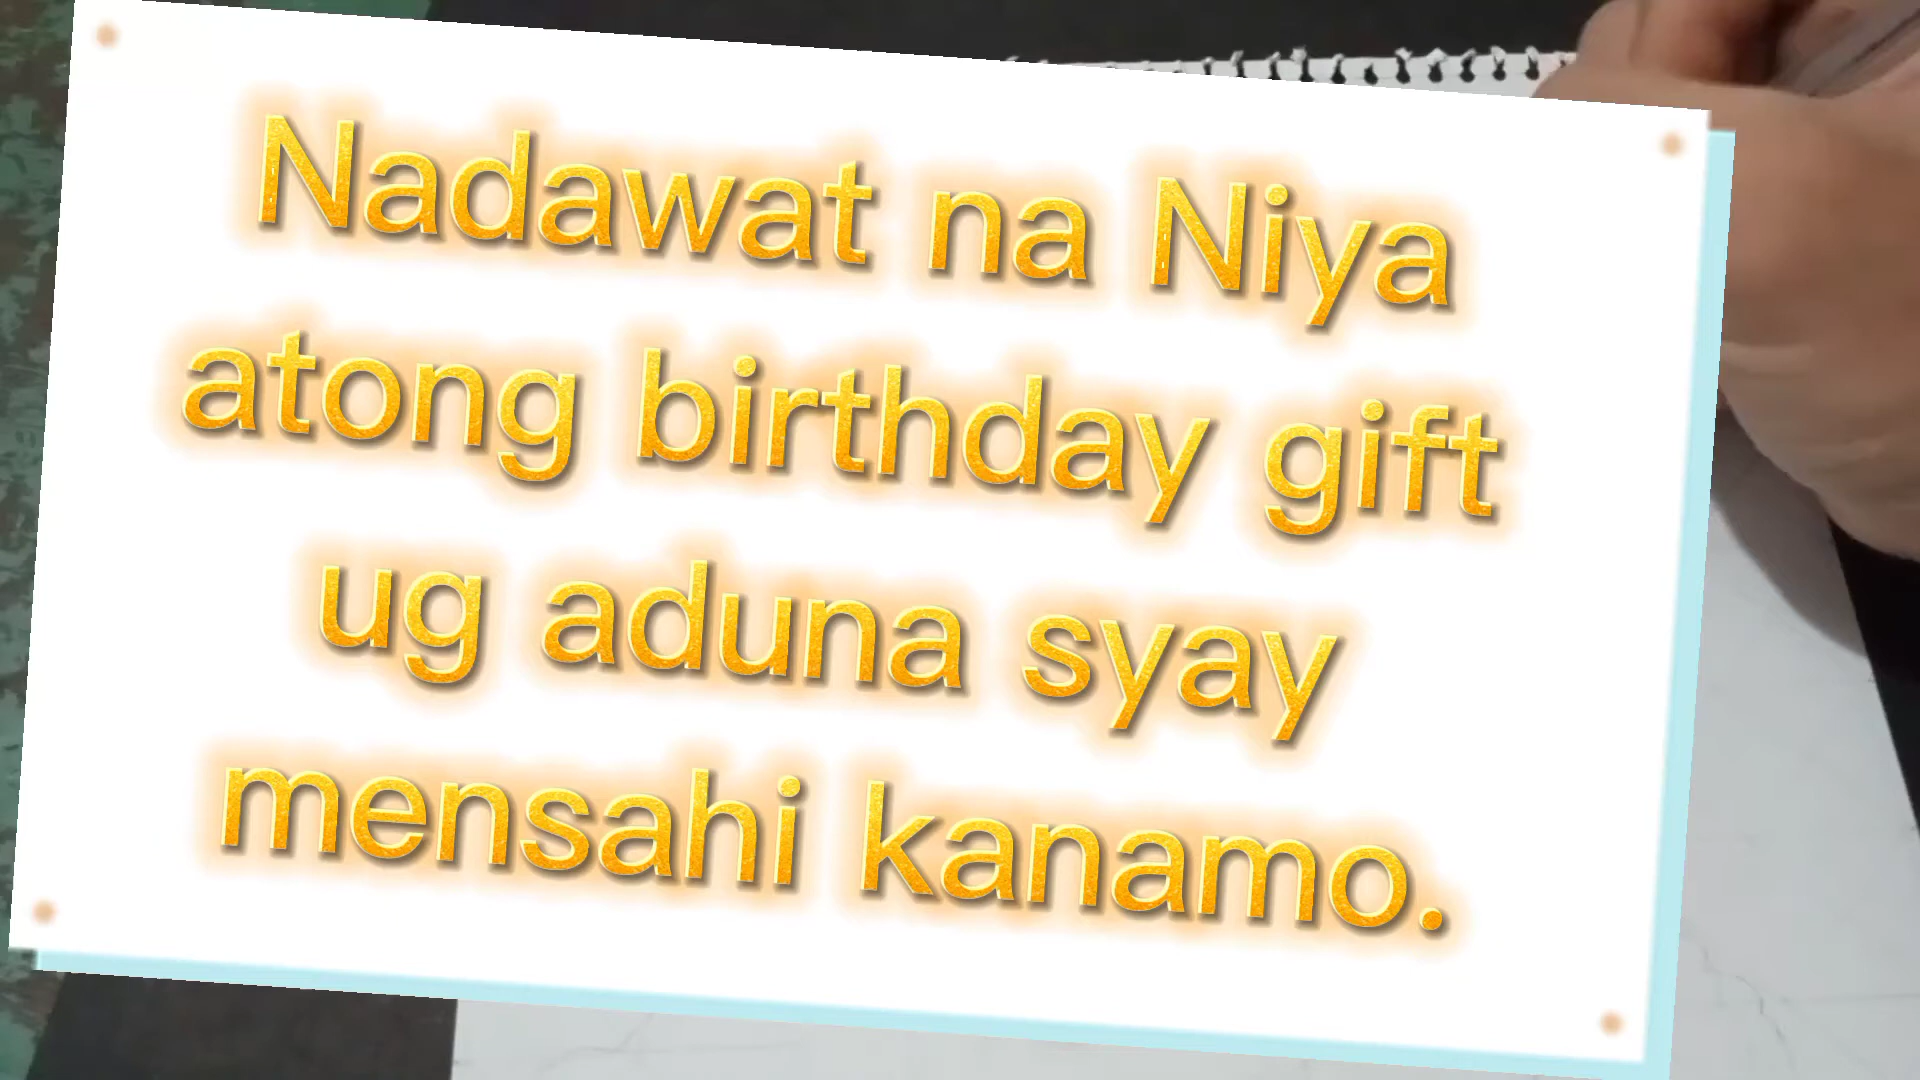 Nadawat na Niya
atong birthday gift
ug aduna syay
mensahi kanamo.